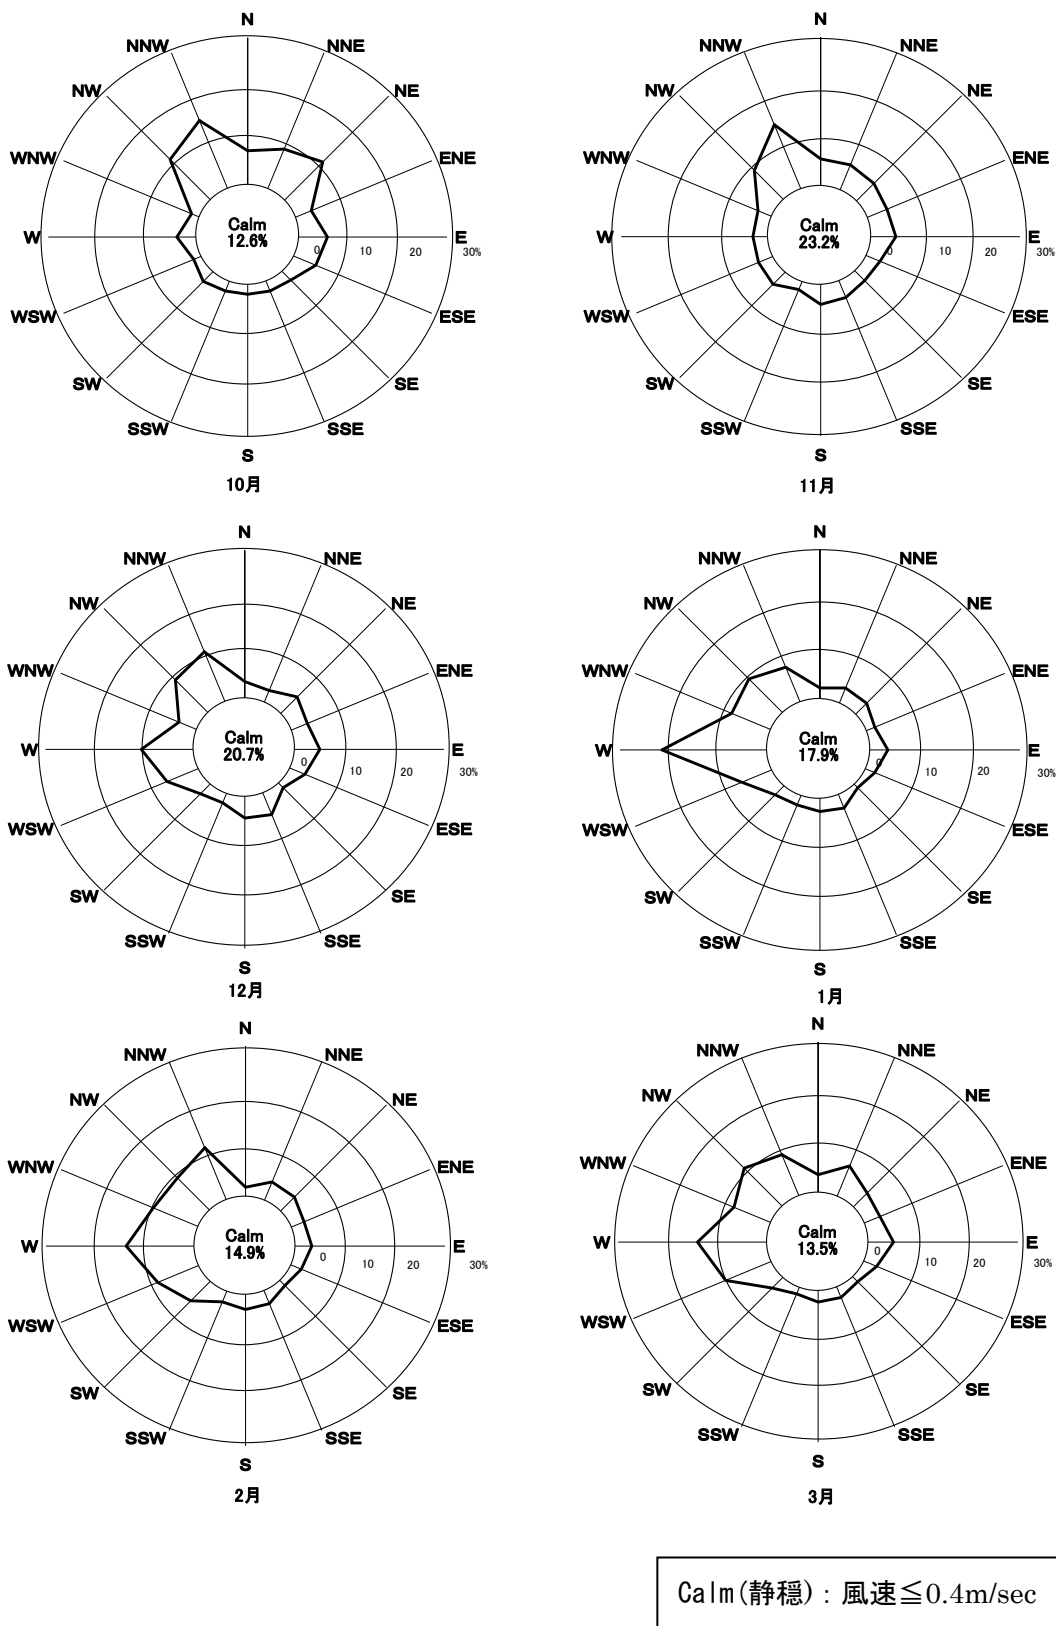 N
NNW
NNE
NW
NE
WNW
ENE
Calm
12.6%
W
E
0
10
20
30%
WSW
ESE
SW
SE
SSW
SSE
S
10月
N
NNW
NNE
NW
NE
WNW
ENE
Calm
23.2%
W
E
0
10
20
30%
WSW
ESE
SW
SE
SSW
SSE
S
11月
N
NNW
NNE
NW
NE
WNW
ENE
Calm
20.7%
W
E
0
10
20
30%
WSW
ESE
SW
SE
SSW
SSE
S
12月
N
NNW
NNE
NW
NE
WNW
ENE
Calm
17.9%
W
E
0
10
20
30%
WSW
ESE
SW
SE
SSW
SSE
S
1月
N
NNW
NNE
NW
NE
WNW
ENE
Calm
14.9%
W
E
0
10
20
30%
WSW
ESE
SW
SE
SSW
SSE
S
2月
N
NNW
NNE
NW
NE
WNW
ENE
Calm
13.5%
W
E
0
10
20
30%
WSW
ESE
SW
SE
SSW
SSE
S
3月
Calm(静穏)：風速≦0.4m/sec